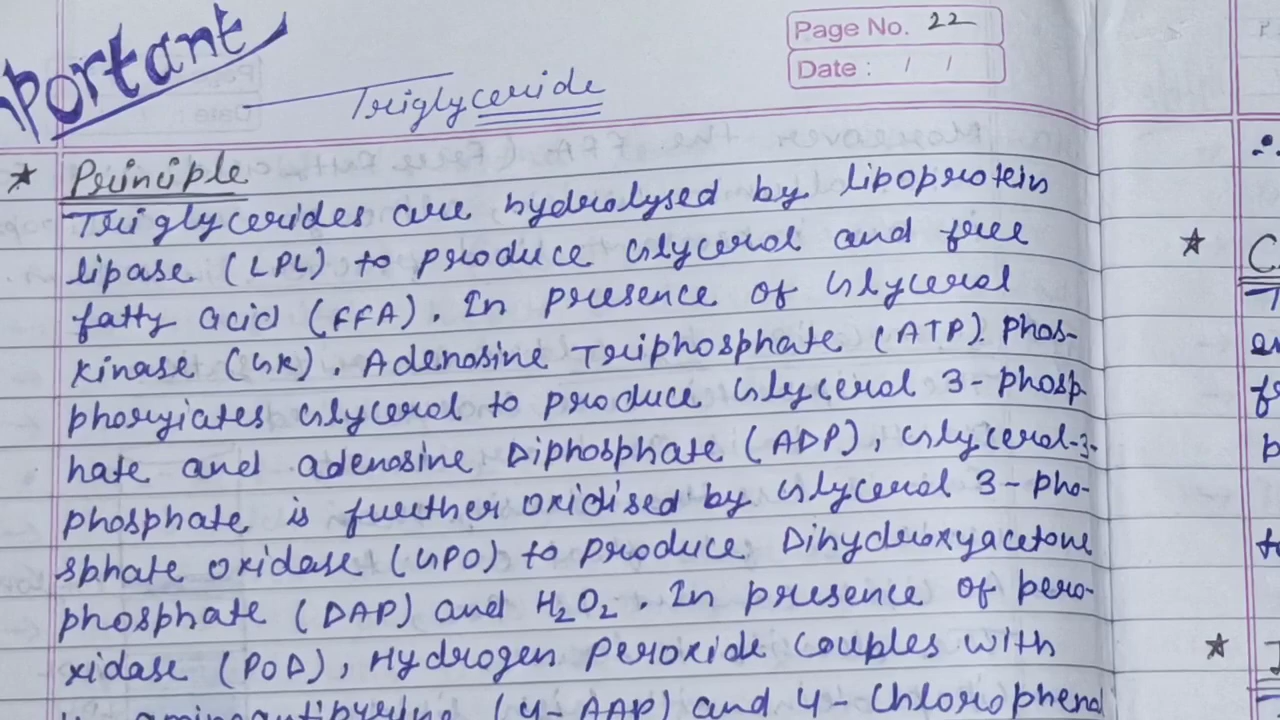 portant
Page No. 22
Date : / /
Triglyceride
★ Principle
Triglycerides are hydrolysed by lipoprotein
lipase (LPL) to produce Glycerol and free
fatty acid (FFA). In presence of Glycerol
kinase (GK). Adenosine Triphosphate (ATP). Phos-
phoryiates Glycerol to produce Glycerol 3-phosp
hate and adenosine Diphosphate (ADP), Glycerol-3-
phosphate is further oxidised by Glycerol 3-pho-
sphate oxidase (GPO) to produce Dihydroxyacetone
phosphate (DAP) and H2O2. In presence of pero-
xidase (POD), Hydrogen Peroxide couples with
aminoantipyrine (4-AAP) and 4-Chlorophenol